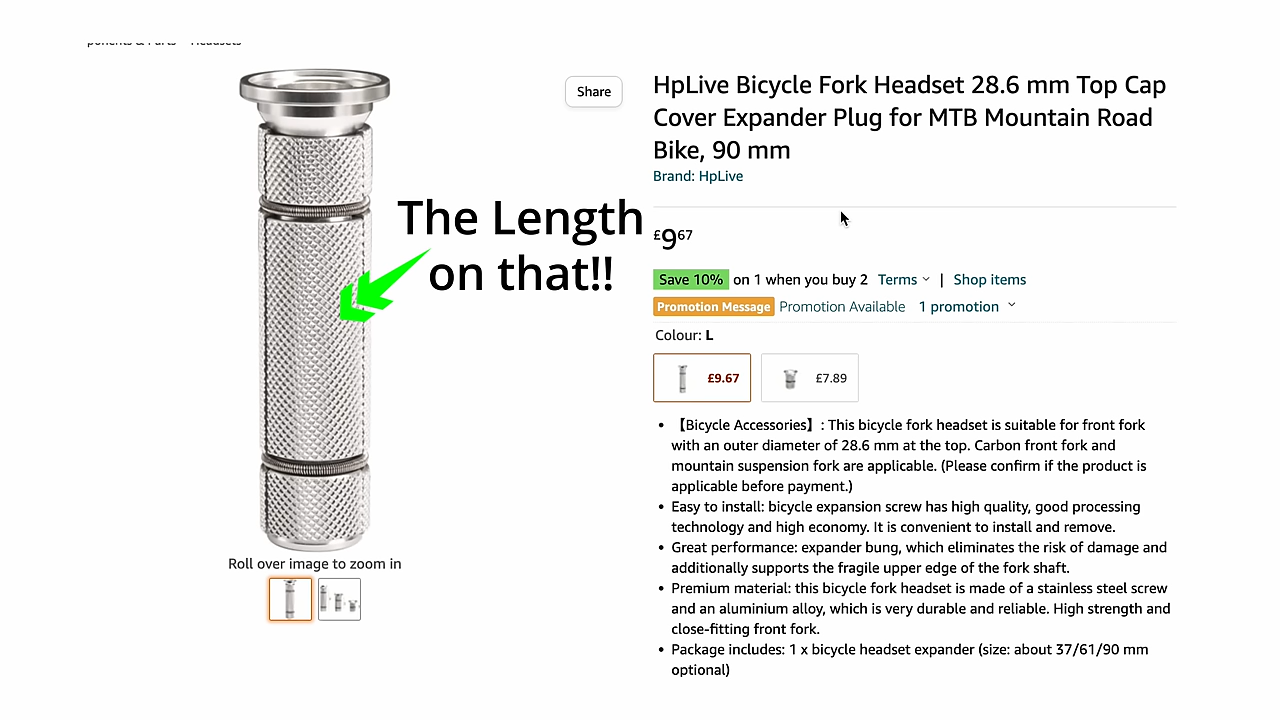 ponents & Parts Headsets
Share
HpLive Bicycle Fork Headset 28.6 mm Top Cap
Cover Expander Plug for MTB Mountain Road
Bike, 90 mm
Brand: HpLive
The Length
on that!!
£9⁶⁷
Save 10% on 1 when you buy 2 Terms | Shop items
Promotion Message Promotion Available 1 promotion
Colour: L
£9.67 £7.89
• 【Bicycle Accessories】: This bicycle fork headset is suitable for front fork
with an outer diameter of 28.6 mm at the top. Carbon front fork and
mountain suspension fork are applicable. (Please confirm if the product is
applicable before payment.)
• Easy to install: bicycle expansion screw has high quality, good processing
technology and high economy. It is convenient to install and remove.
• Great performance: expander bung, which eliminates the risk of damage and
additionally supports the fragile upper edge of the fork shaft.
• Premium material: this bicycle fork headset is made of a stainless steel screw
and an aluminium alloy, which is very durable and reliable. High strength and
close-fitting front fork.
• Package includes: 1 x bicycle headset expander (size: about 37/61/90 mm
optional)
Roll over image to zoom in